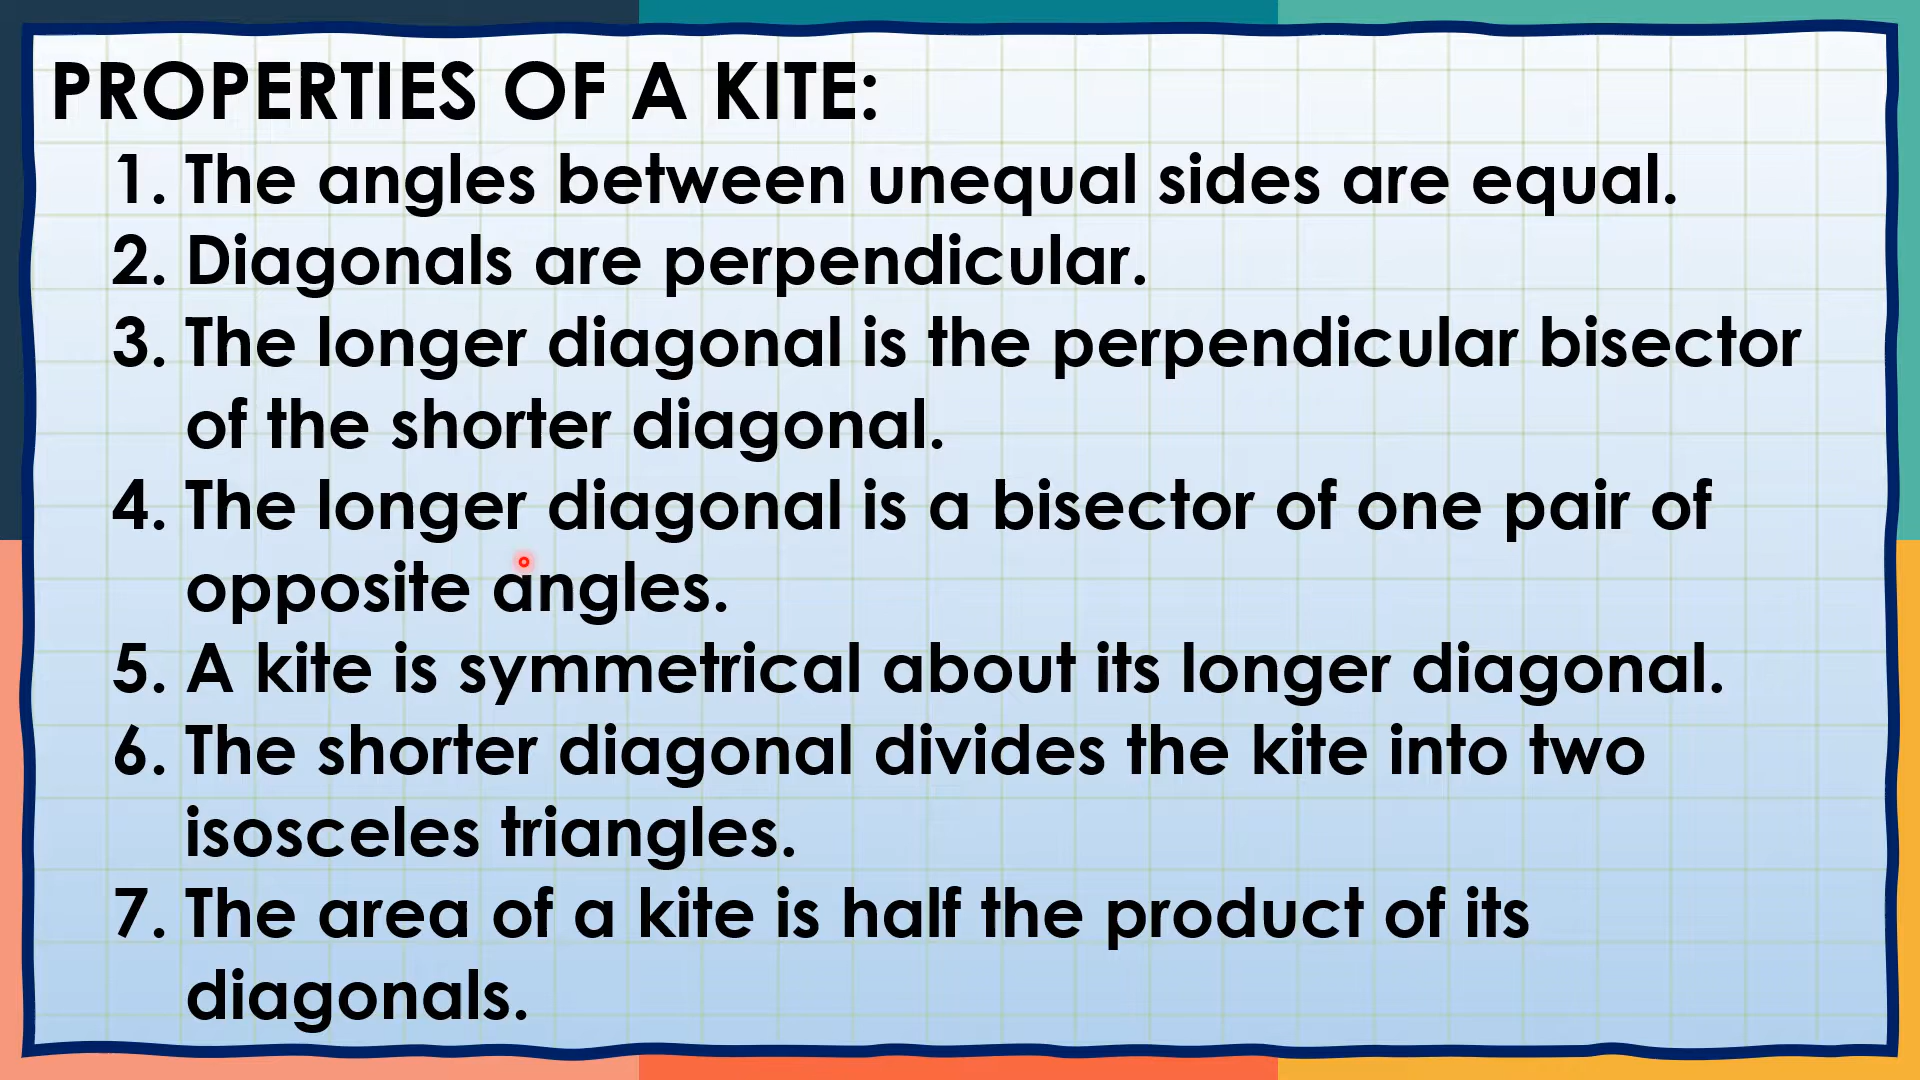 PROPERTIES OF A KITE:
1. The angles between unequal sides are equal.
2. Diagonals are perpendicular.
3. The longer diagonal is the perpendicular bisector
of the shorter diagonal.
4. The longer diagonal is a bisector of one pair of
opposite angles.
5. A kite is symmetrical about its longer diagonal.
6. The shorter diagonal divides the kite into two
isosceles triangles.
7. The area of a kite is half the product of its
diagonals.